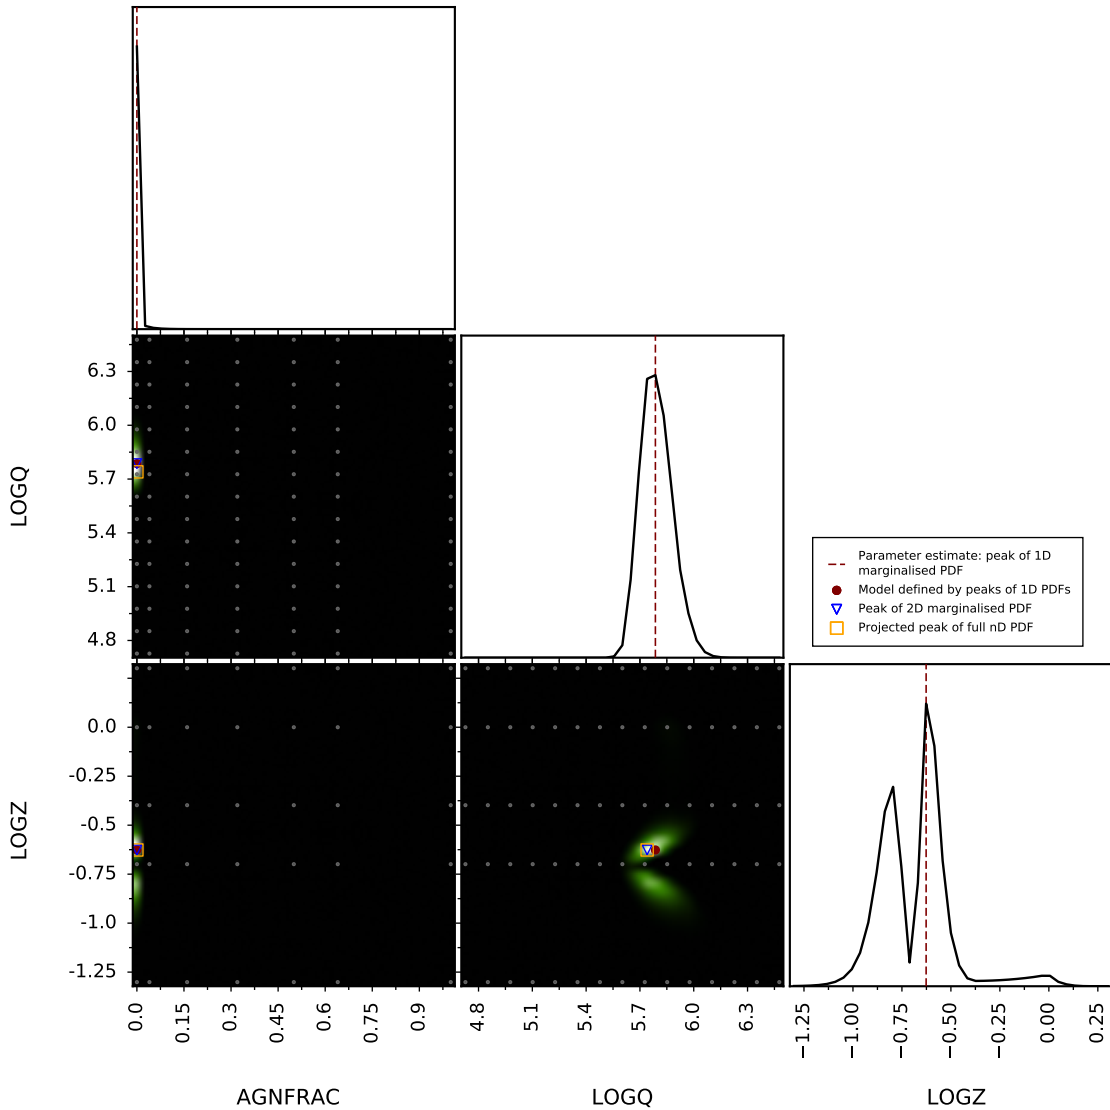 LOGQ
6.3
6.0
5.7
5.4
5.1
4.8
Parameter estimate: peak of 1D
marginalised PDF
Model defined by peaks of 1D PDFs
Peak of 2D marginalised PDF
Projected peak of full nD PDF
LOGZ
0.0
-0.25
-0.5
-0.75
-1.0
-1.25
0.0 0.15 0.3 0.45 0.6 0.75 0.9
4.8 5.1 5.4 5.7 6.0 6.3
−1.25 −1.00 −0.75 −0.50 −0.25 0.00 0.25
AGNFRAC LOGQ LOGZ